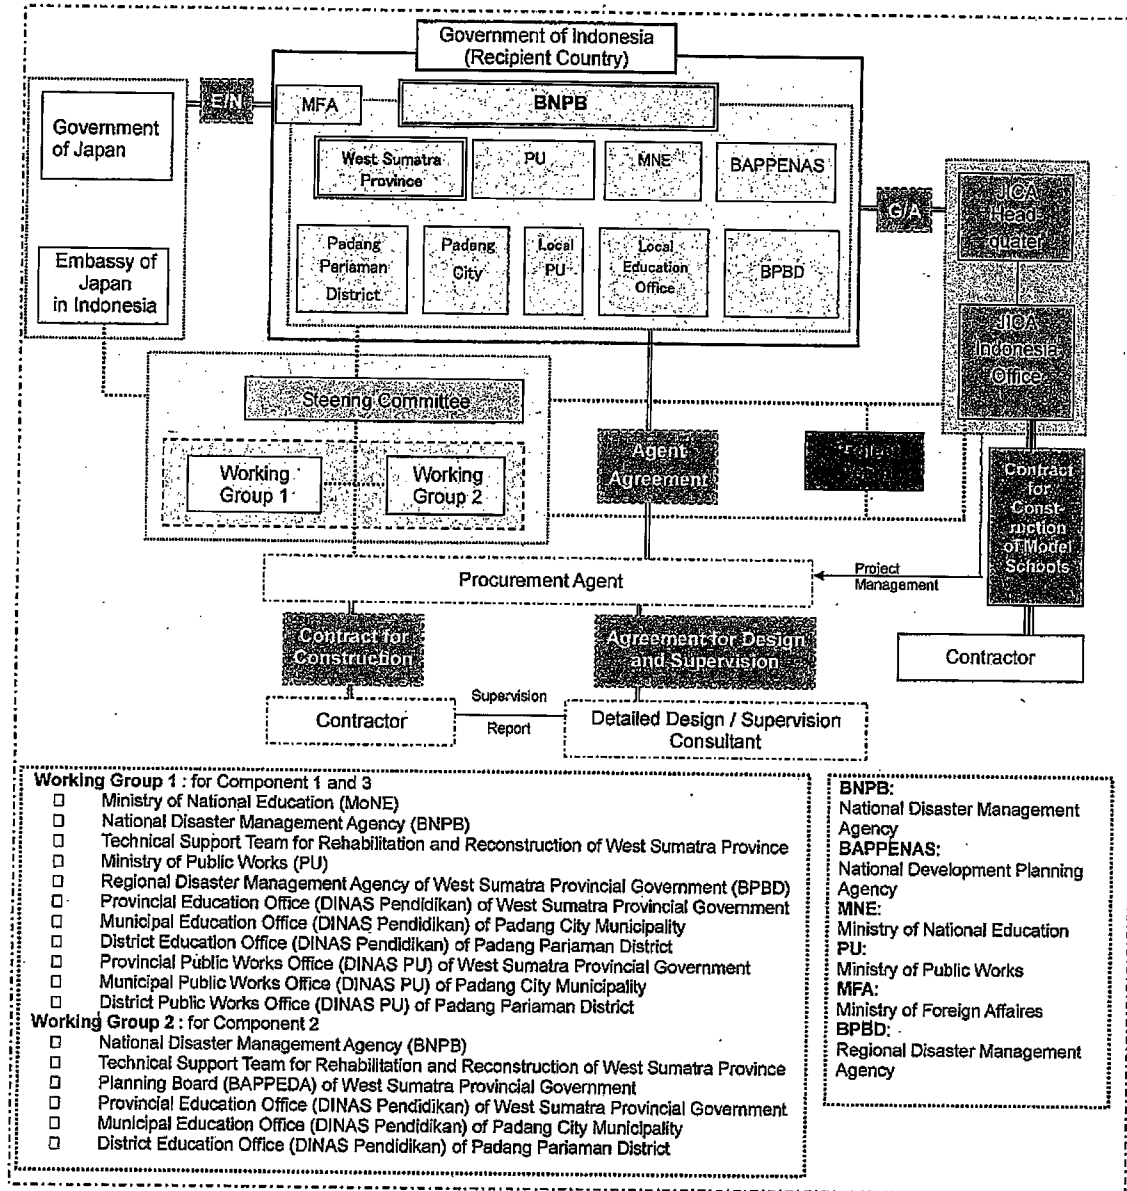 Government of Indonesia
(Recipient Country)
E/N
MFA
BNPB
Government
of Japan
West Sumatra
Province
PU
MNE
BAPPENAS
G/A
JICA
Head-
quater
Padang
Pariaman
District
Padang
City
Local
PU
Local
Education
Office
BPBD
Embassy of
Japan
in Indonesia
JICA
Indonesia
Office
Steering Committee
Working
Group 1
Working
Group 2
Agent
Agreement
Contract
for
Const-
ruction
of Model
Schools
Procurement Agent
Project
Management
Contract for
Construction
Agreement for Design
and Supervision
Contractor
Contractor
Supervision
Report
Detailed Design / Supervision
Consultant
Working Group 1 : for Component 1 and 3
□ Ministry of National Education (MoNE)
□ National Disaster Management Agency (BNPB)
□ Technical Support Team for Rehabilitation and Reconstruction of West Sumatra Province
□ Ministry of Public Works (PU)
□ Regional Disaster Management Agency of West Sumatra Provincial Government (BPBD)
□ Provincial Education Office (DINAS Pendidikan) of West Sumatra Provincial Government
□ Municipal Education Office (DINAS Pendidikan) of Padang City Municipality
□ District Education Office (DINAS Pendidikan) of Padang Pariaman District
□ Provincial Public Works Office (DINAS PU) of West Sumatra Provincial Government
□ Municipal Public Works Office (DINAS PU) of Padang City Municipality
□ District Public Works Office (DINAS PU) of Padang Pariaman District
Working Group 2 : for Component 2
□ National Disaster Management Agency (BNPB)
□ Technical Support Team for Rehabilitation and Reconstruction of West Sumatra Province
□ Planning Board (BAPPEDA) of West Sumatra Provincial Government
□ Provincial Education Office (DINAS Pendidikan) of West Sumatra Provincial Government
□ Municipal Education Office (DINAS Pendidikan) of Padang City Municipality
□ District Education Office (DINAS Pendidikan) of Padang Pariaman District
BNPB:
National Disaster Management
Agency
BAPPENAS:
National Development Planning
Agency
MNE:
Ministry of National Education
PU:
Ministry of Public Works
MFA:
Ministry of Foreign Affaires
BPBD:
Regional Disaster Management
Agency